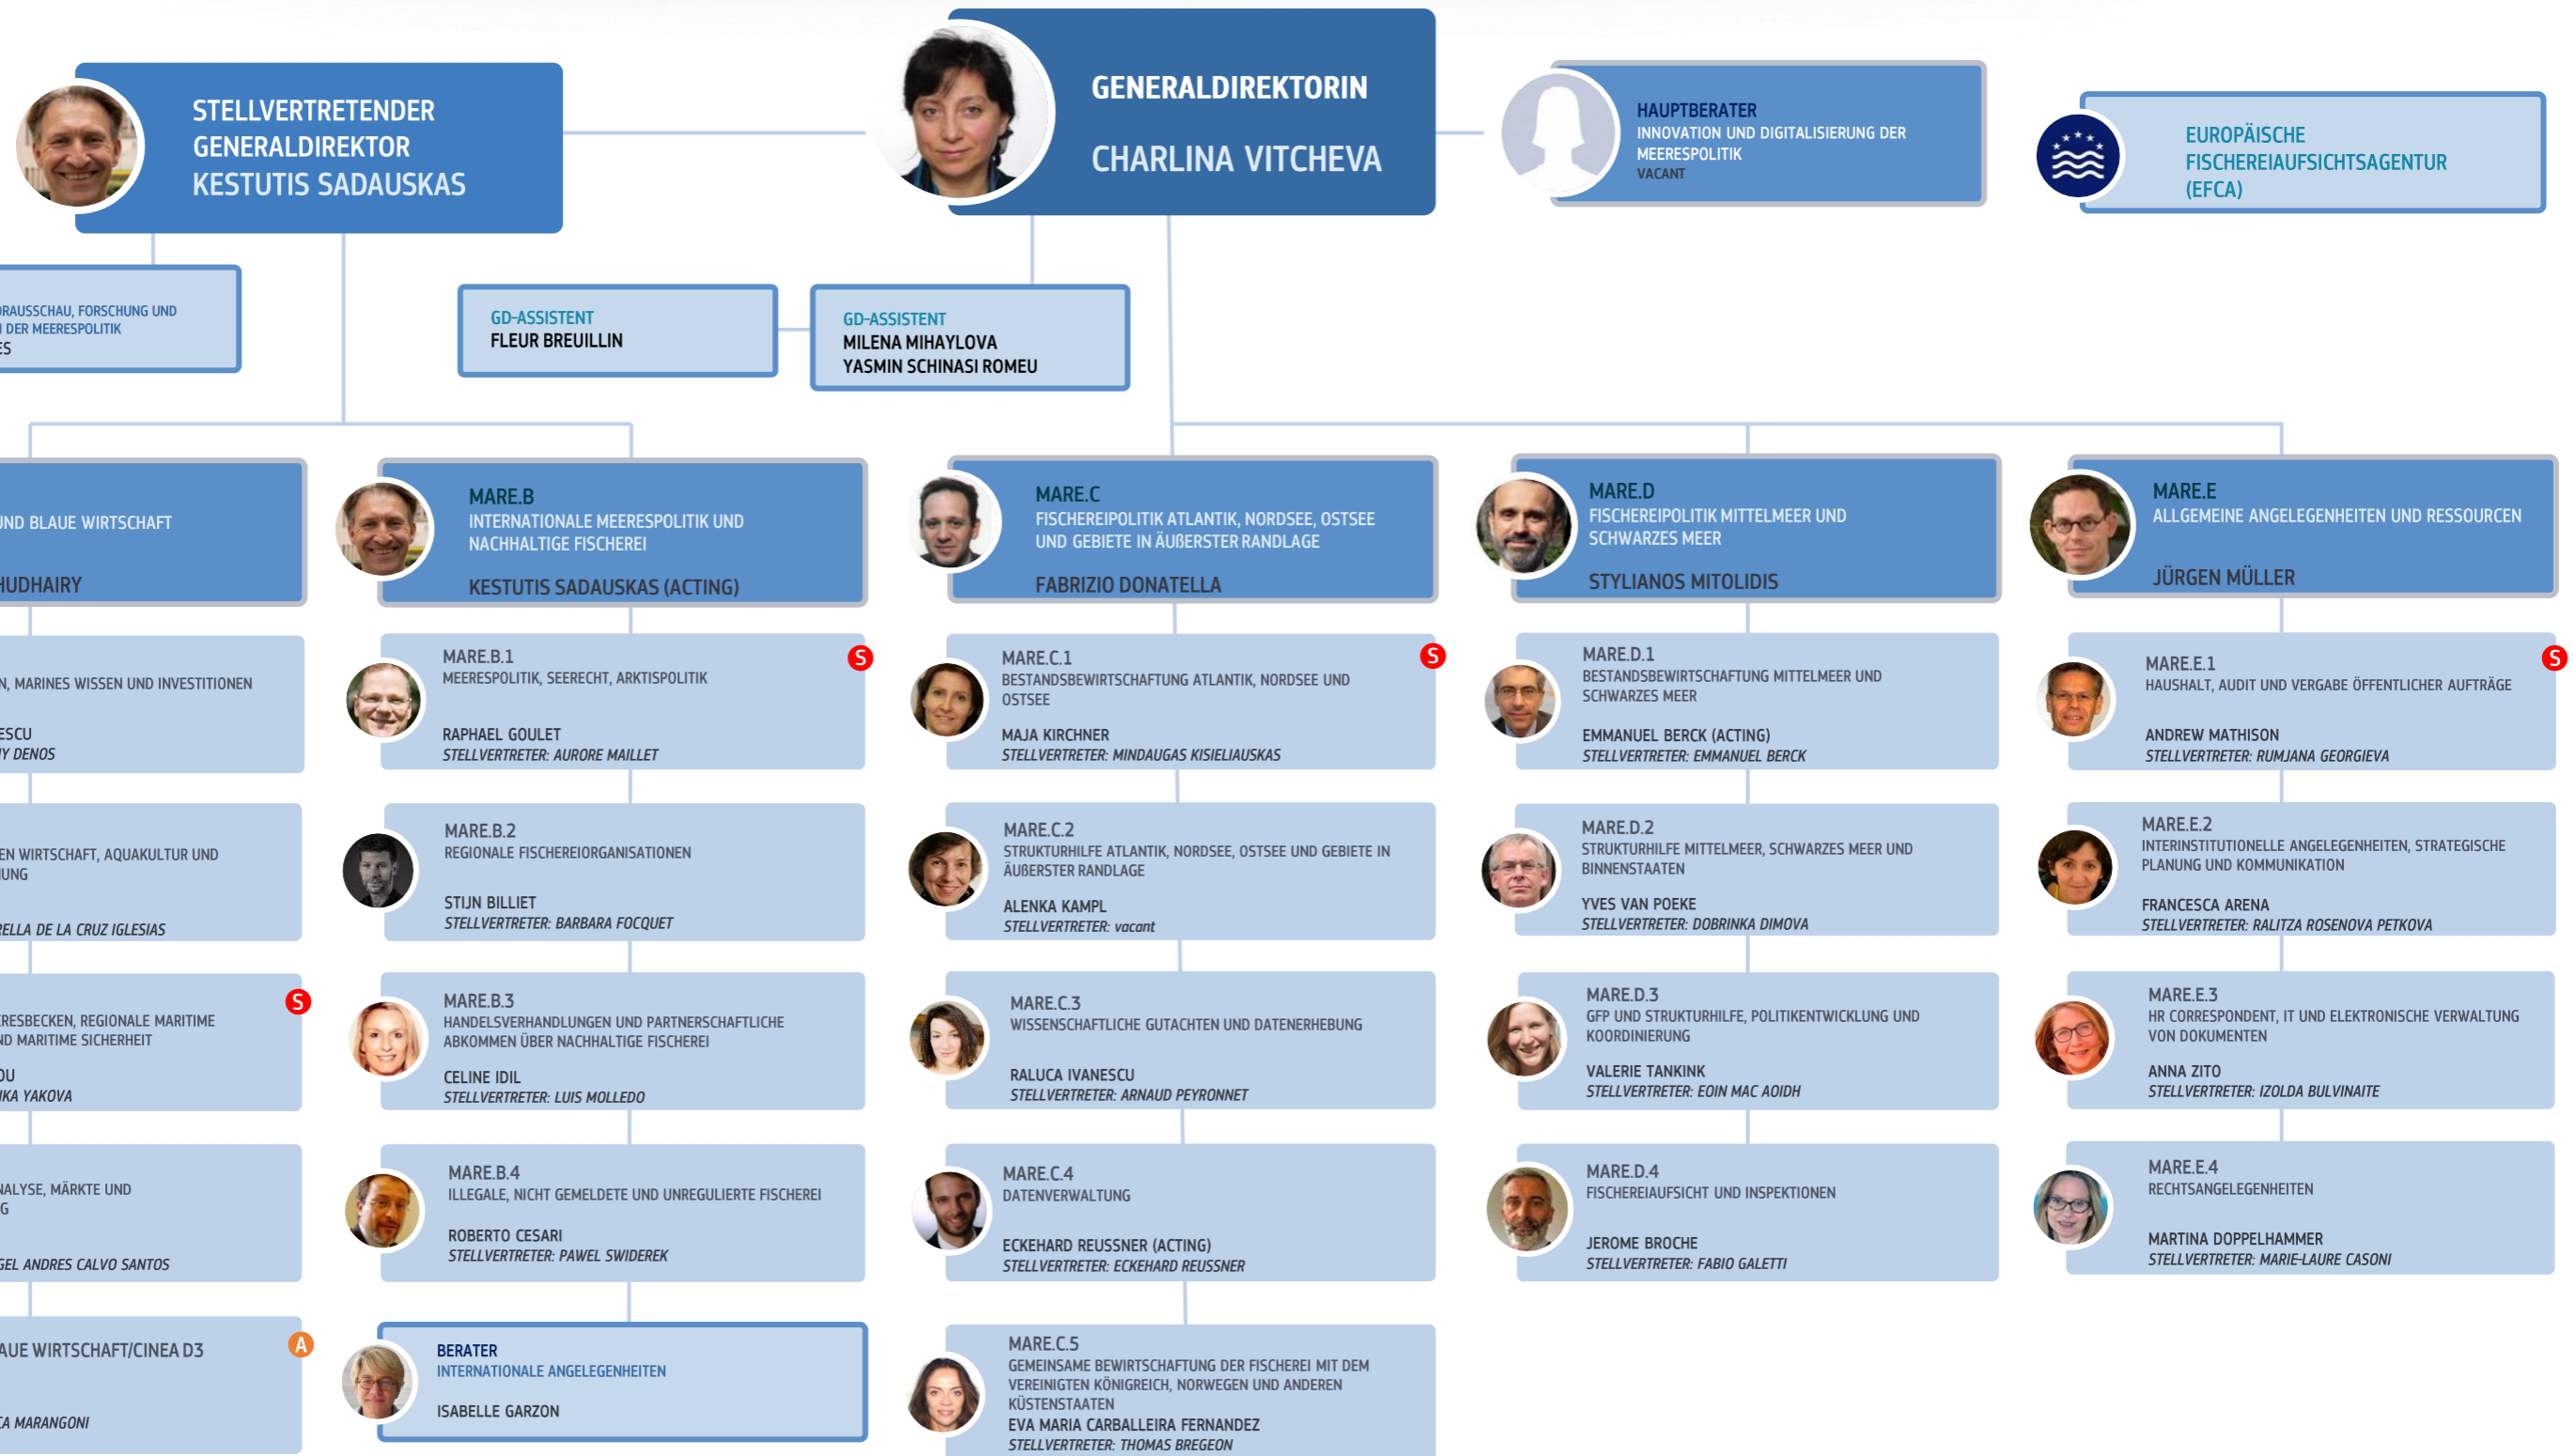 STELLVERTRETENDER
GENERALDIREKTOR
KESTUTIS SADAUSKAS
GENERALDIREKTORIN
CHARLINA VITCHEVA
HAUPTBERATER
INNOVATION UND DIGITALISIERUNG DER
MEERESPOLITIK
VACANT
EUROPÄISCHE
FISCHEREIAUFSICHTSAGENTUR
(EFCA)
FORSCHUNG UND
DER MEERESPOLITIK
GD-ASSISTENT
FLEUR BREUILLIN
GD-ASSISTENT
MILENA MIHAYLOVA
YASMIN SCHINASI ROMEU
UND BLAUE WIRTSCHAFT
HUDHAIRY
MARINES WISSEN UND INVESTITIONEN
ESCU
DENOS
WIRTSCHAFT, AQUAKULTUR UND
UNG
DE LA CRUZ IGLESIAS
S
REGIONALE MARITIME
MARITIME SICHERHEIT
OU
YAKOVA
MÄRKTE UND
G
ANDRES CALVO SANTOS
WIRTSCHAFT/CINEA D3
A
MARANGONI
MARE.B
INTERNATIONALE MEERESPOLITIK UND
NACHHALTIGE FISCHEREI
KESTUTIS SADAUSKAS (ACTING)
MARE.B.1
S
MEERESPOLITIK, SEERECHT, ARKTISPOLITIK
RAPHAEL GOULET
STELLVERTRETER: AURORE MAILLET
MARE.B.2
REGIONALE FISCHEREIORGANISATIONEN
STIJN BILLIET
STELLVERTRETER: BARBARA FOCQUET
MARE.B.3
HANDELSVERHANDLUNGEN UND PARTNERSCHAFTLICHE
ABKOMMEN ÜBER NACHHALTIGE FISCHEREI
CELINE IDIL
STELLVERTRETER: LUIS MOLLEDO
MARE.B.4
ILLEGALE, NICHT GEMELDETE UND UNREGULIERTE FISCHEREI
ROBERTO CESARI
STELLVERTRETER: PAWEL SWIDEREK
BERATER
INTERNATIONALE ANGELEGENHEITEN
ISABELLE GARZON
MARE.C
FISCHEREIPOLITIK ATLANTIK, NORDSEE, OSTSEE
UND GEBIETE IN ÄUßERSTER RANDLAGE
FABRIZIO DONATELLA
MARE.C.1
S
BESTANDSBEWIRTSCHAFTUNG ATLANTIK, NORDSEE UND
OSTSEE
MAJA KIRCHNER
STELLVERTRETER: MINDAUGAS KISIELIAUSKAS
MARE.C.2
STRUKTURHILFE ATLANTIK, NORDSEE, OSTSEE UND GEBIETE IN
ÄUßERSTER RANDLAGE
ALENKA KAMPL
STELLVERTRETER: vacant
MARE.C.3
WISSENSCHAFTLICHE GUTACHTEN UND DATENERHEBUNG
RALUCA IVANESCU
STELLVERTRETER: ARNAUD PEYRONNET
MARE.C.4
DATENVERWALTUNG
ECKEHARD REUSSNER (ACTING)
STELLVERTRETER: ECKEHARD REUSSNER
MARE.C.5
GEMEINSAME BEWIRTSCHAFTUNG DER FISCHEREI MIT DEM
VEREINIGTEN KÖNIGREICH, NORWEGEN UND ANDEREN
KÜSTENSTAATEN
EVA MARIA CARBALLEIRA FERNANDEZ
STELLVERTRETER: THOMAS BREGEON
MARE.D
FISCHEREIPOLITIK MITTELMEER UND
SCHWARZES MEER
STYLIANOS MITOLIDIS
MARE.D.1
BESTANDSBEWIRTSCHAFTUNG MITTELMEER UND
SCHWARZES MEER
EMMANUEL BERCK (ACTING)
STELLVERTRETER: EMMANUEL BERCK
MARE.D.2
STRUKTURHILFE MITTELMEER, SCHWARZES MEER UND
BINNENSTAATEN
YVES VAN POEKE
STELLVERTRETER: DOBRINKA DIMOVA
MARE.D.3
GFP UND STRUKTURHILFE, POLITIKENTWICKLUNG UND
KOORDINIERUNG
VALERIE TANKINK
STELLVERTRETER: EOIN MAC AOIDH
MARE.D.4
FISCHEREIAUFSICHT UND INSPEKTIONEN
JEROME BROCHE
STELLVERTRETER: FABIO GALETTI
MARE.E
ALLGEMEINE ANGELEGENHEITEN UND RESSOURCEN
JÜRGEN MÜLLER
MARE.E.1
S
HAUSHALT, AUDIT UND VERGABE ÖFFENTLICHER AUFTRÄGE
ANDREW MATHISON
STELLVERTRETER: RUMJANA GEORGIEVA
MARE.E.2
INTERINSTITUTIONELLE ANGELEGENHEITEN, STRATEGISCHE
PLANUNG UND KOMMUNIKATION
FRANCESCA ARENA
STELLVERTRETER: RALITZA ROSENOVA PETKOVA
MARE.E.3
HR CORRESPONDENT, IT UND ELEKTRONISCHE VERWALTUNG
VON DOKUMENTEN
ANNA ZITO
STELLVERTRETER: IZOLDA BULVINAITE
MARE.E.4
RECHTSANGELEGENHEITEN
MARTINA DOPPELHAMMER
STELLVERTRETER: MARIE-LAURE CASONI